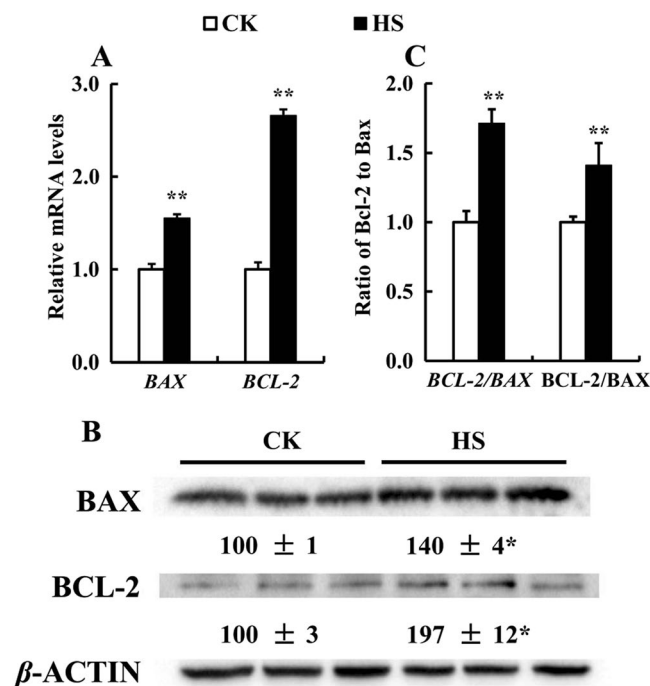 CK HS
A
Relative mRNA levels
3.0
2.0
1.0
0.0
**
**
BAX BCL-2
C
Ratio of Bcl-2 to Bax
2.0
1.5
1.0
0.5
0.0
**
**
BCL-2/BAX BCL-2/BAX
B
CK HS
BAX
100 ± 1 140 ± 4*
BCL-2
100 ± 3 197 ± 12*
β-ACTIN